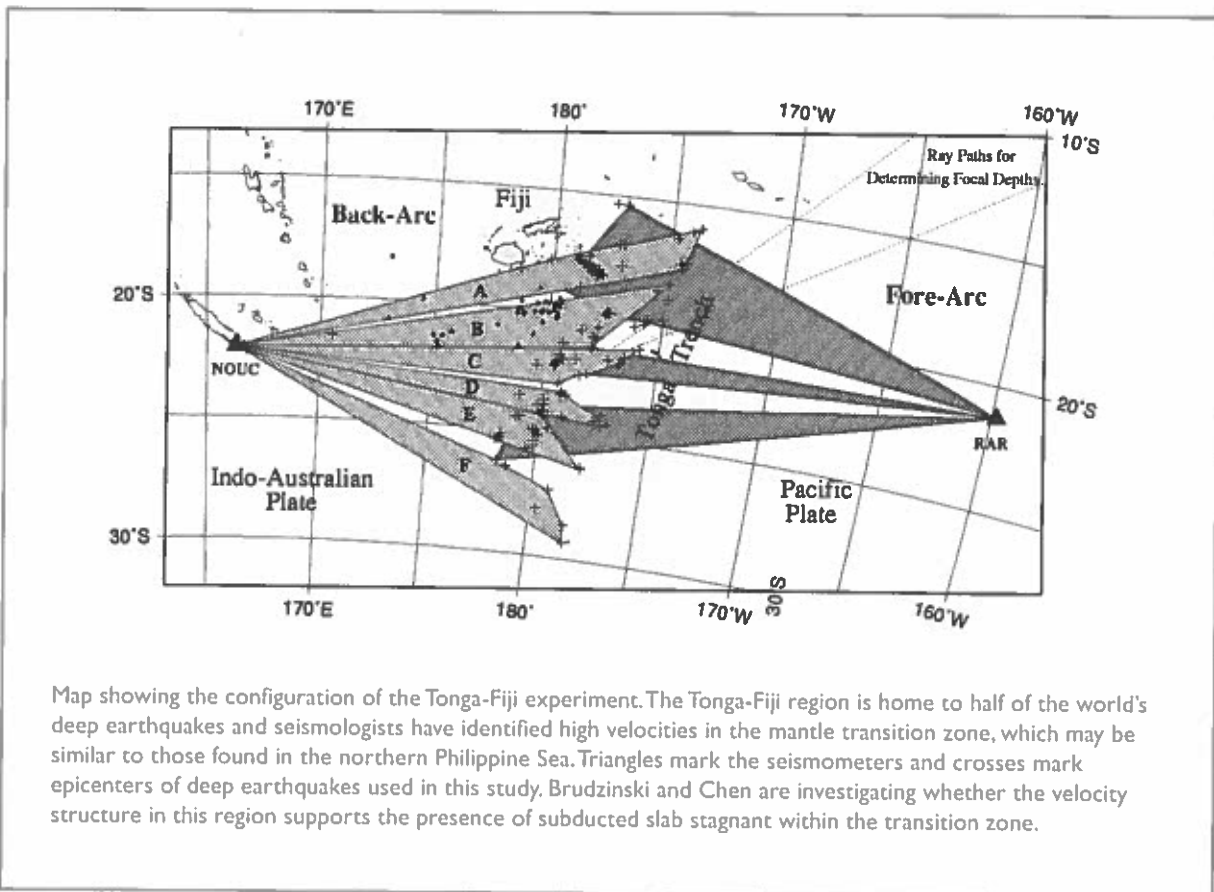 170°E 180° 170°W 160°W
10°S
Ray Paths for
Determining Focal Depths
Fiji
Back-Arc
20°S
A
Fore-Arc
B
Tonga Trench
NOUC
C
D
20°S
E
RAR
F
Indo-Australian
Plate
Pacific
Plate
30°S
30°S
170°E 180° 170°W 160°W
Map showing the configuration of the Tonga-Fiji experiment. The Tonga-Fiji region is home to half of the world's
deep earthquakes and seismologists have identified high velocities in the mantle transition zone, which may be
similar to those found in the northern Philippine Sea. Triangles mark the seismometers and crosses mark
epicenters of deep earthquakes used in this study. Brudzinski and Chen are investigating whether the velocity
structure in this region supports the presence of subducted slab stagnant within the transition zone.